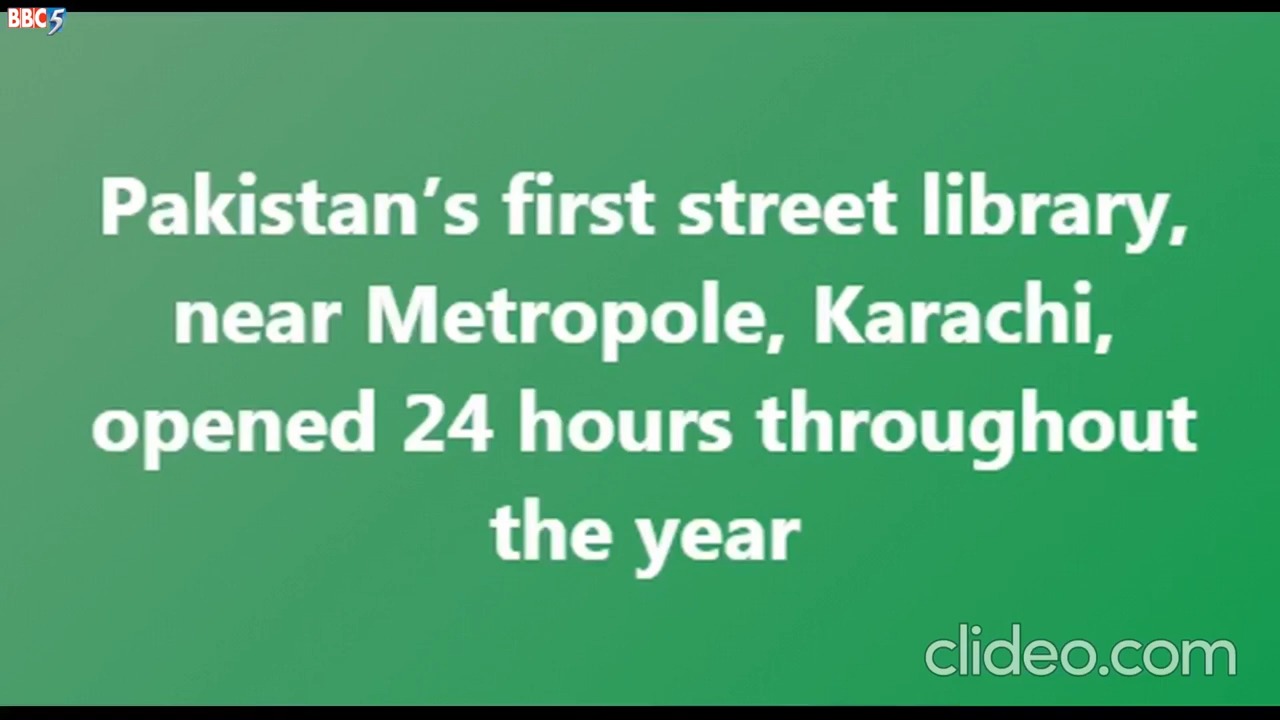 BBC5
Pakistan’s first street library,
near Metropole, Karachi,
opened 24 hours throughout
the year
clideo.com